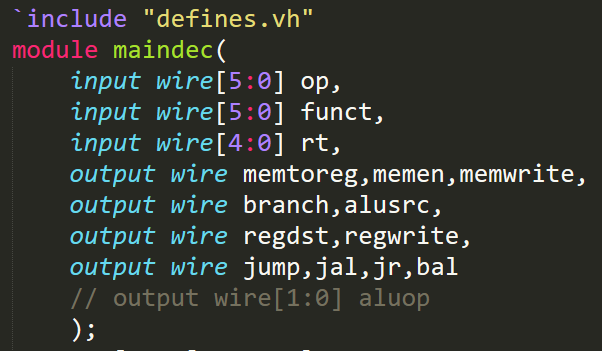 `include "defines.vh"
module maindec(
input wire[5:0] op,
input wire[5:0] funct,
input wire[4:0] rt,
output wire memtoreg,memen,memwrite,
output wire branch,alusrc,
output wire regdst,regwrite,
output wire jump,jal,jr,bal
// output wire[1:0] aluop
);